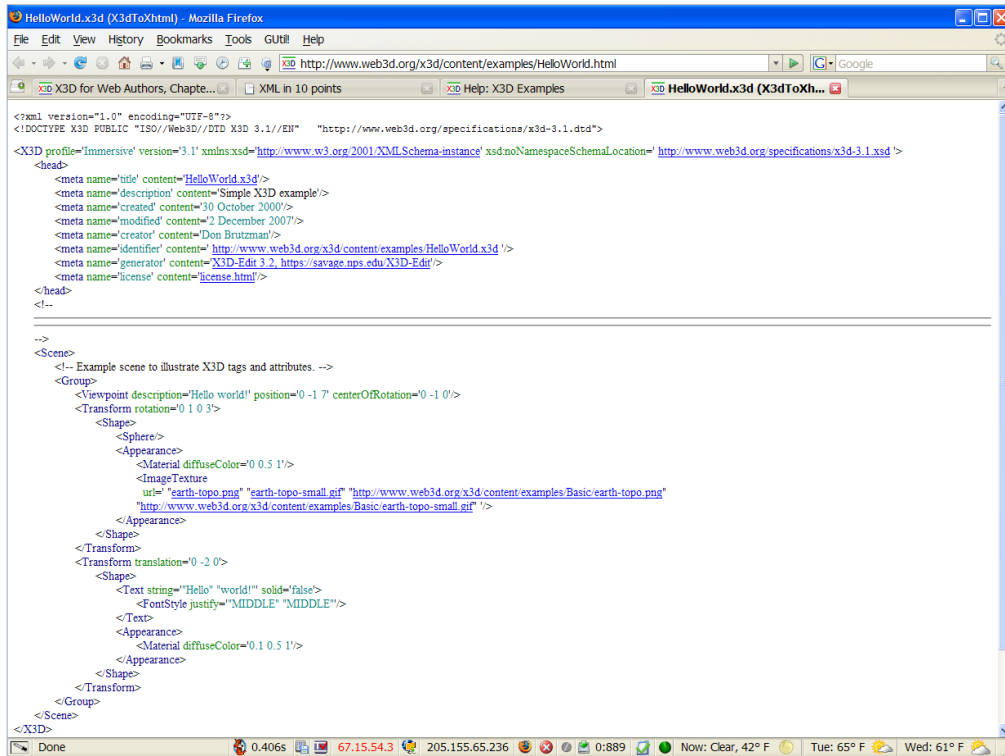 HelloWorld.x3d (X3dToXhtml) - Mozilla Firefox
File Edit View History Bookmarks Tools GUtil! Help
http://www.web3d.org/x3d/content/examples/HelloWorld.html
G Google
X3D for Web Authors, Chapte... XML in 10 points X3D Help: X3D Examples X3D HelloWorld.x3d (X3dToXh...
<?xml version="1.0" encoding="UTF-8"?>
<!DOCTYPE X3D PUBLIC "ISO//Web3D//DTD X3D 3.1//EN" "http://www.web3d.org/specifications/x3d-3.1.dtd">
<X3D profile='Immersive' version='3.1' xmlns:xsd='http://www.w3.org/2001/XMLSchema-instance' xsd:noNamespaceSchemaLocation=' http://www.web3d.org/specifications/x3d-3.1.xsd '>
<head>
<meta name='title' content='HelloWorld.x3d'/>
<meta name='description' content='Simple X3D example'/>
<meta name='created' content='30 October 2000'/>
<meta name='modified' content='2 December 2007'/>
<meta name='creator' content='Don Brutzman'/>
<meta name='identifier' content=' http://www.web3d.org/x3d/content/examples/HelloWorld.x3d '/>
<meta name='generator' content='X3D-Edit 3.2, https://savage.nps.edu/X3D-Edit'/>
<meta name='license' content='license.html'/>
</head>
<!--
-->
<Scene>
<!-- Example scene to illustrate X3D tags and attributes. -->
<Group>
<Viewpoint description='Hello world!' position='0 -1 7' centerOfRotation='0 -1 0'/>
<Transform rotation='0 1 0 3'>
<Shape>
<Sphere/>
<Appearance>
<Material diffuseColor='0 0.5 1'/>
<ImageTexture
url=' "earth-topo.png" "earth-topo-small.gif" "http://www.web3d.org/x3d/content/examples/Basic/earth-topo.png"
"http://www.web3d.org/x3d/content/examples/Basic/earth-topo-small.gif" '/>
</Appearance>
</Shape>
</Transform>
<Transform translation='0 -2 0'>
<Shape>
<Text string='"Hello" "world!"' solid='false'>
<FontStyle justify='"MIDDLE" "MIDDLE"'/>
</Text>
<Appearance>
<Material diffuseColor='0.1 0.5 1'/>
</Appearance>
</Shape>
</Transform>
</Group>
</Scene>
</X3D>
Done 0.406s 67.15.54.3 205.155.65.236 0:889 Now: Clear, 42° F Tue: 65° F Wed: 61° F